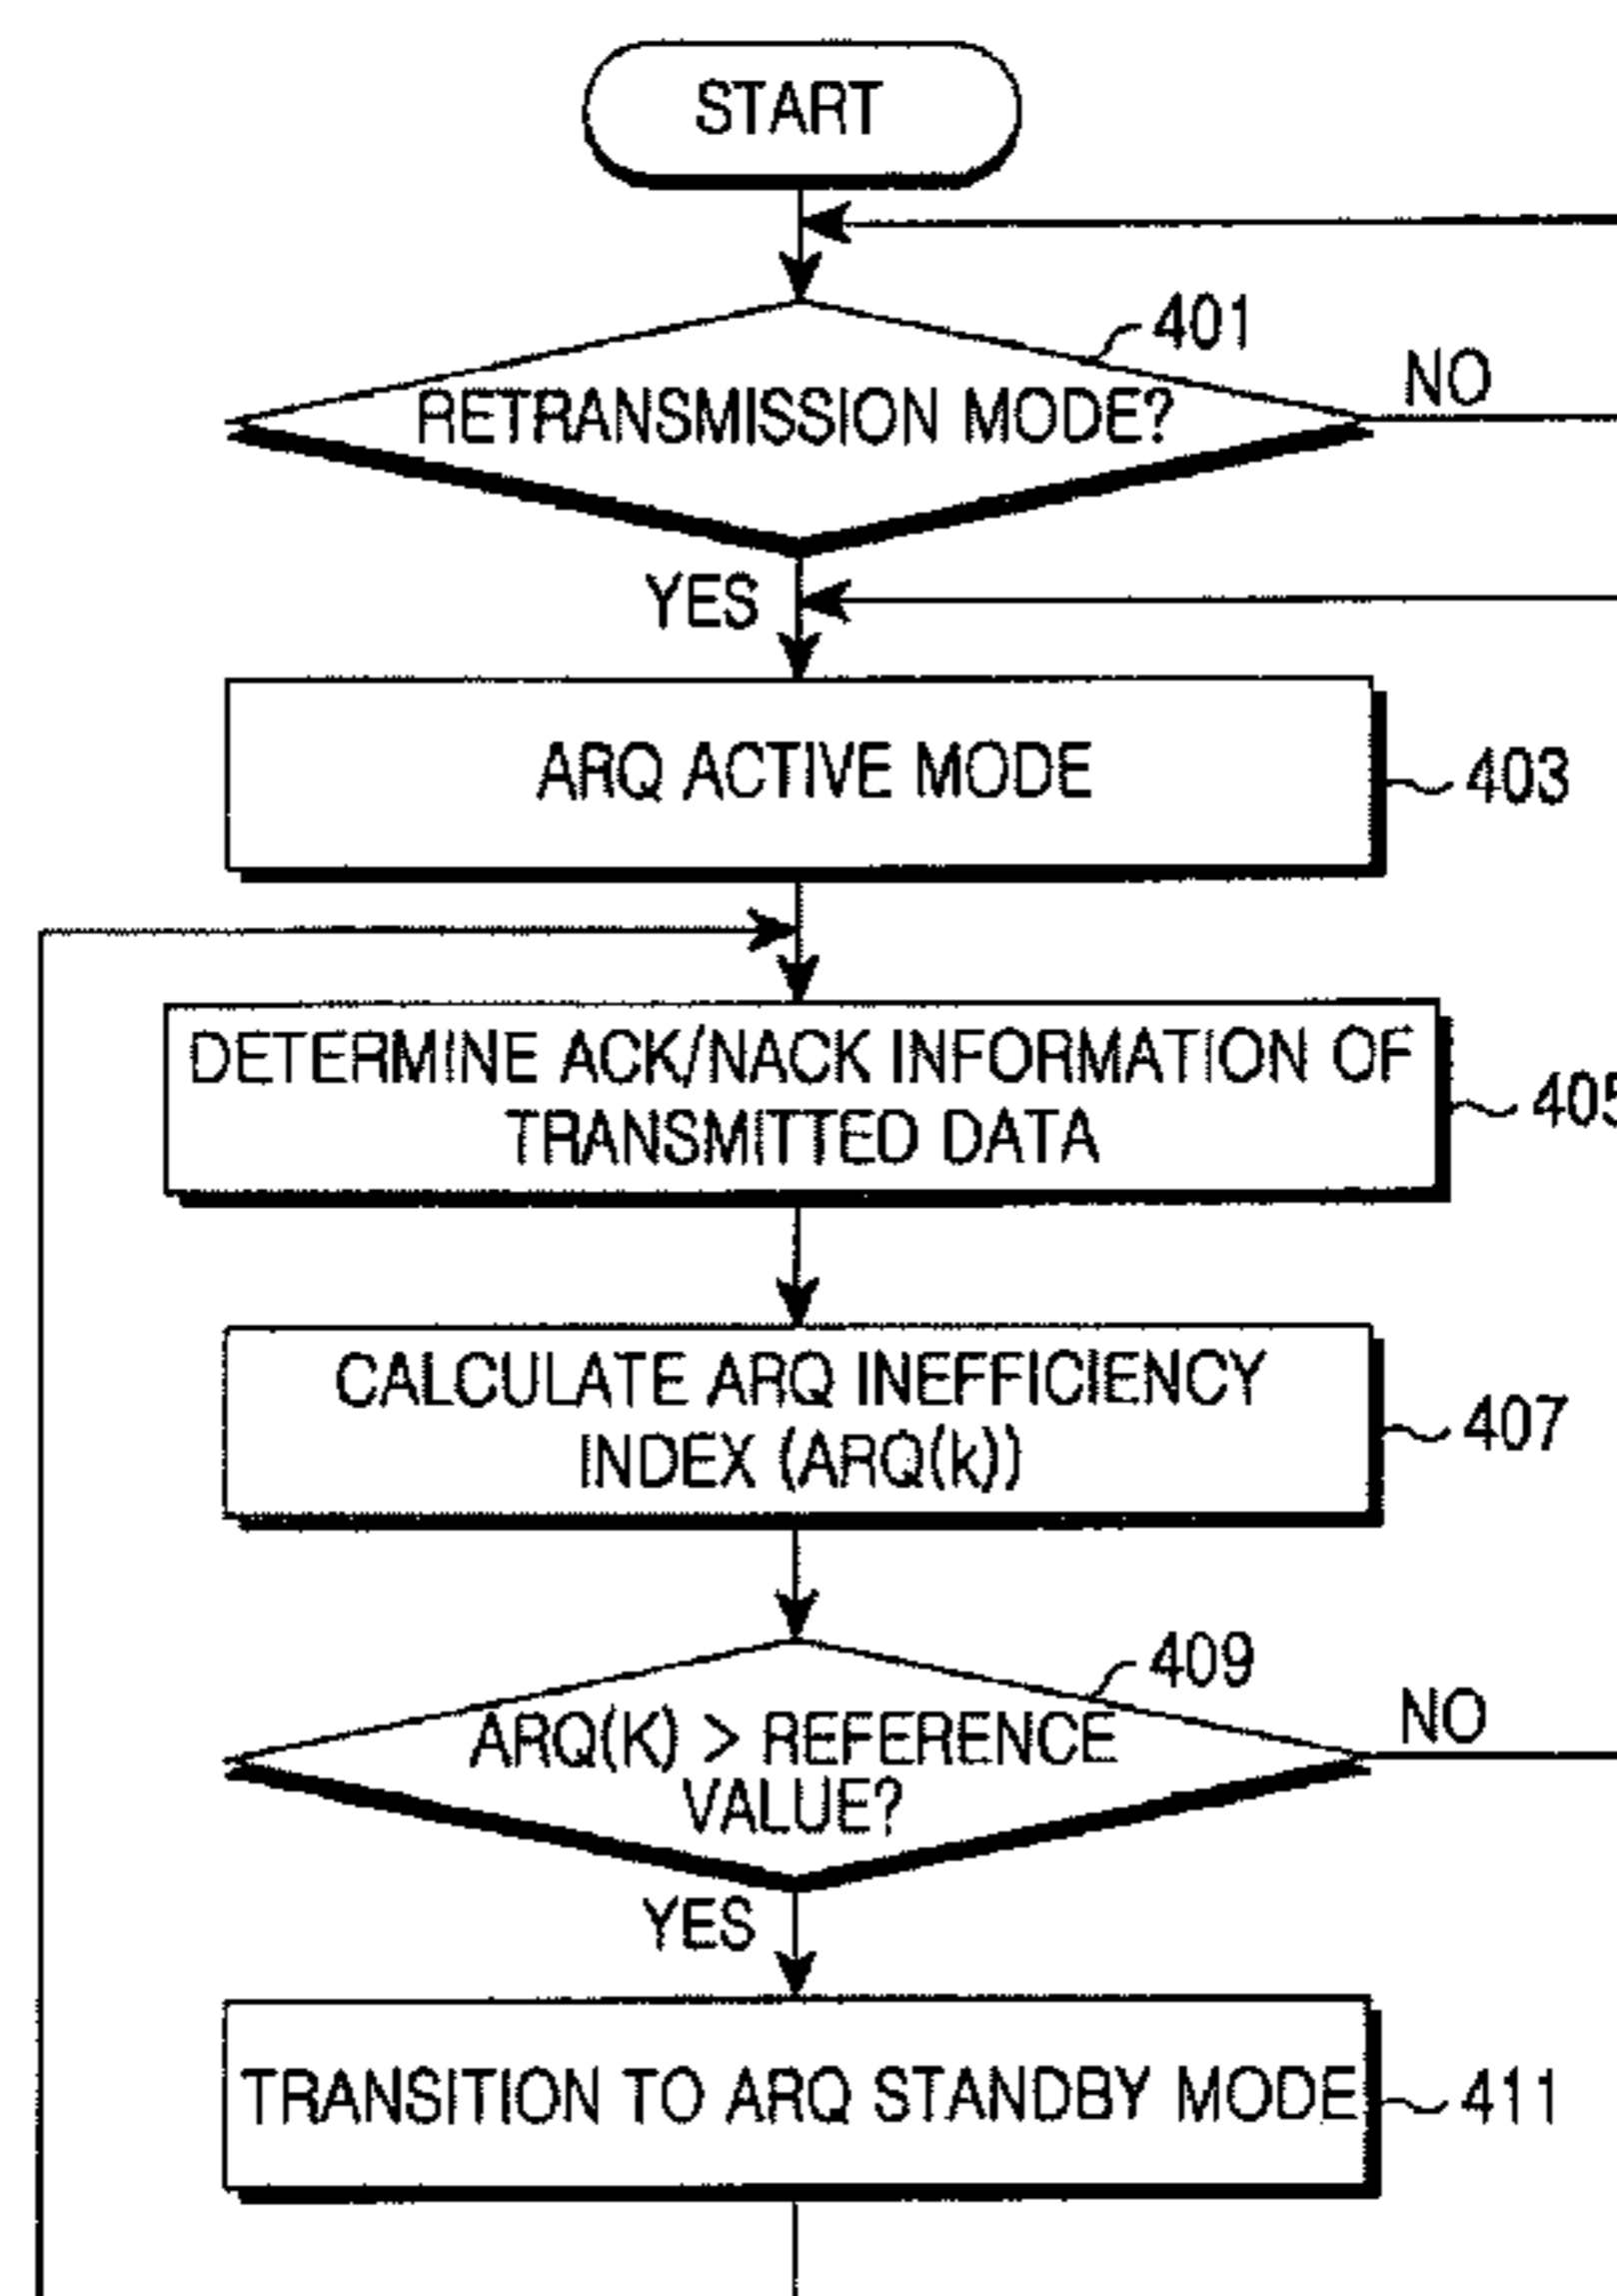 START
401
RETRANSMISSION MODE?
NO
YES
ARQ ACTIVE MODE
403
DETERMINE ACK/NACK INFORMATION OF
TRANSMITTED DATA
405
CALCULATE ARQ INEFFICIENCY
INDEX (ARQ(k))
407
409
ARQ(K) > REFERENCE
VALUE?
NO
YES
TRANSITION TO ARQ STANDBY MODE
411